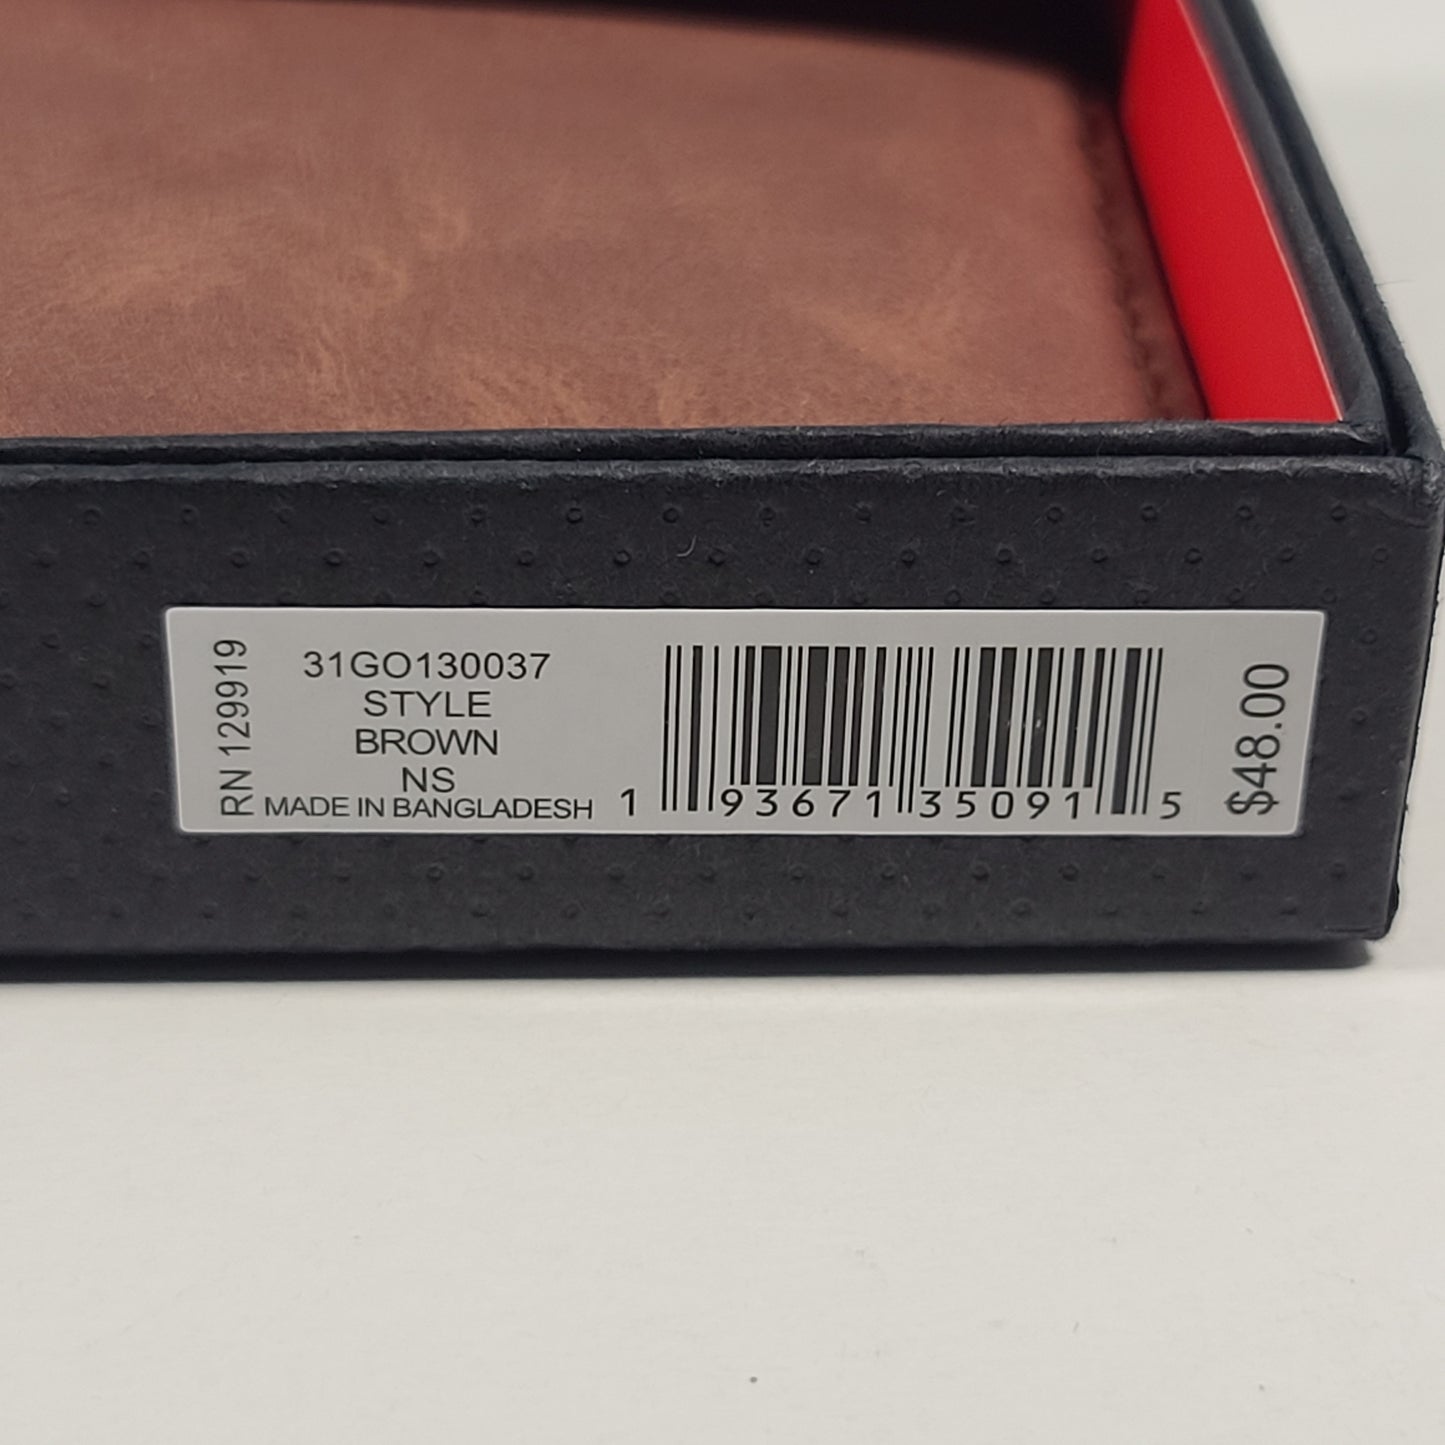 RN 129919
31GO130037
STYLE
BROWN
NS
MADE IN BANGLADESH
1 93671 35091 5
$48.00